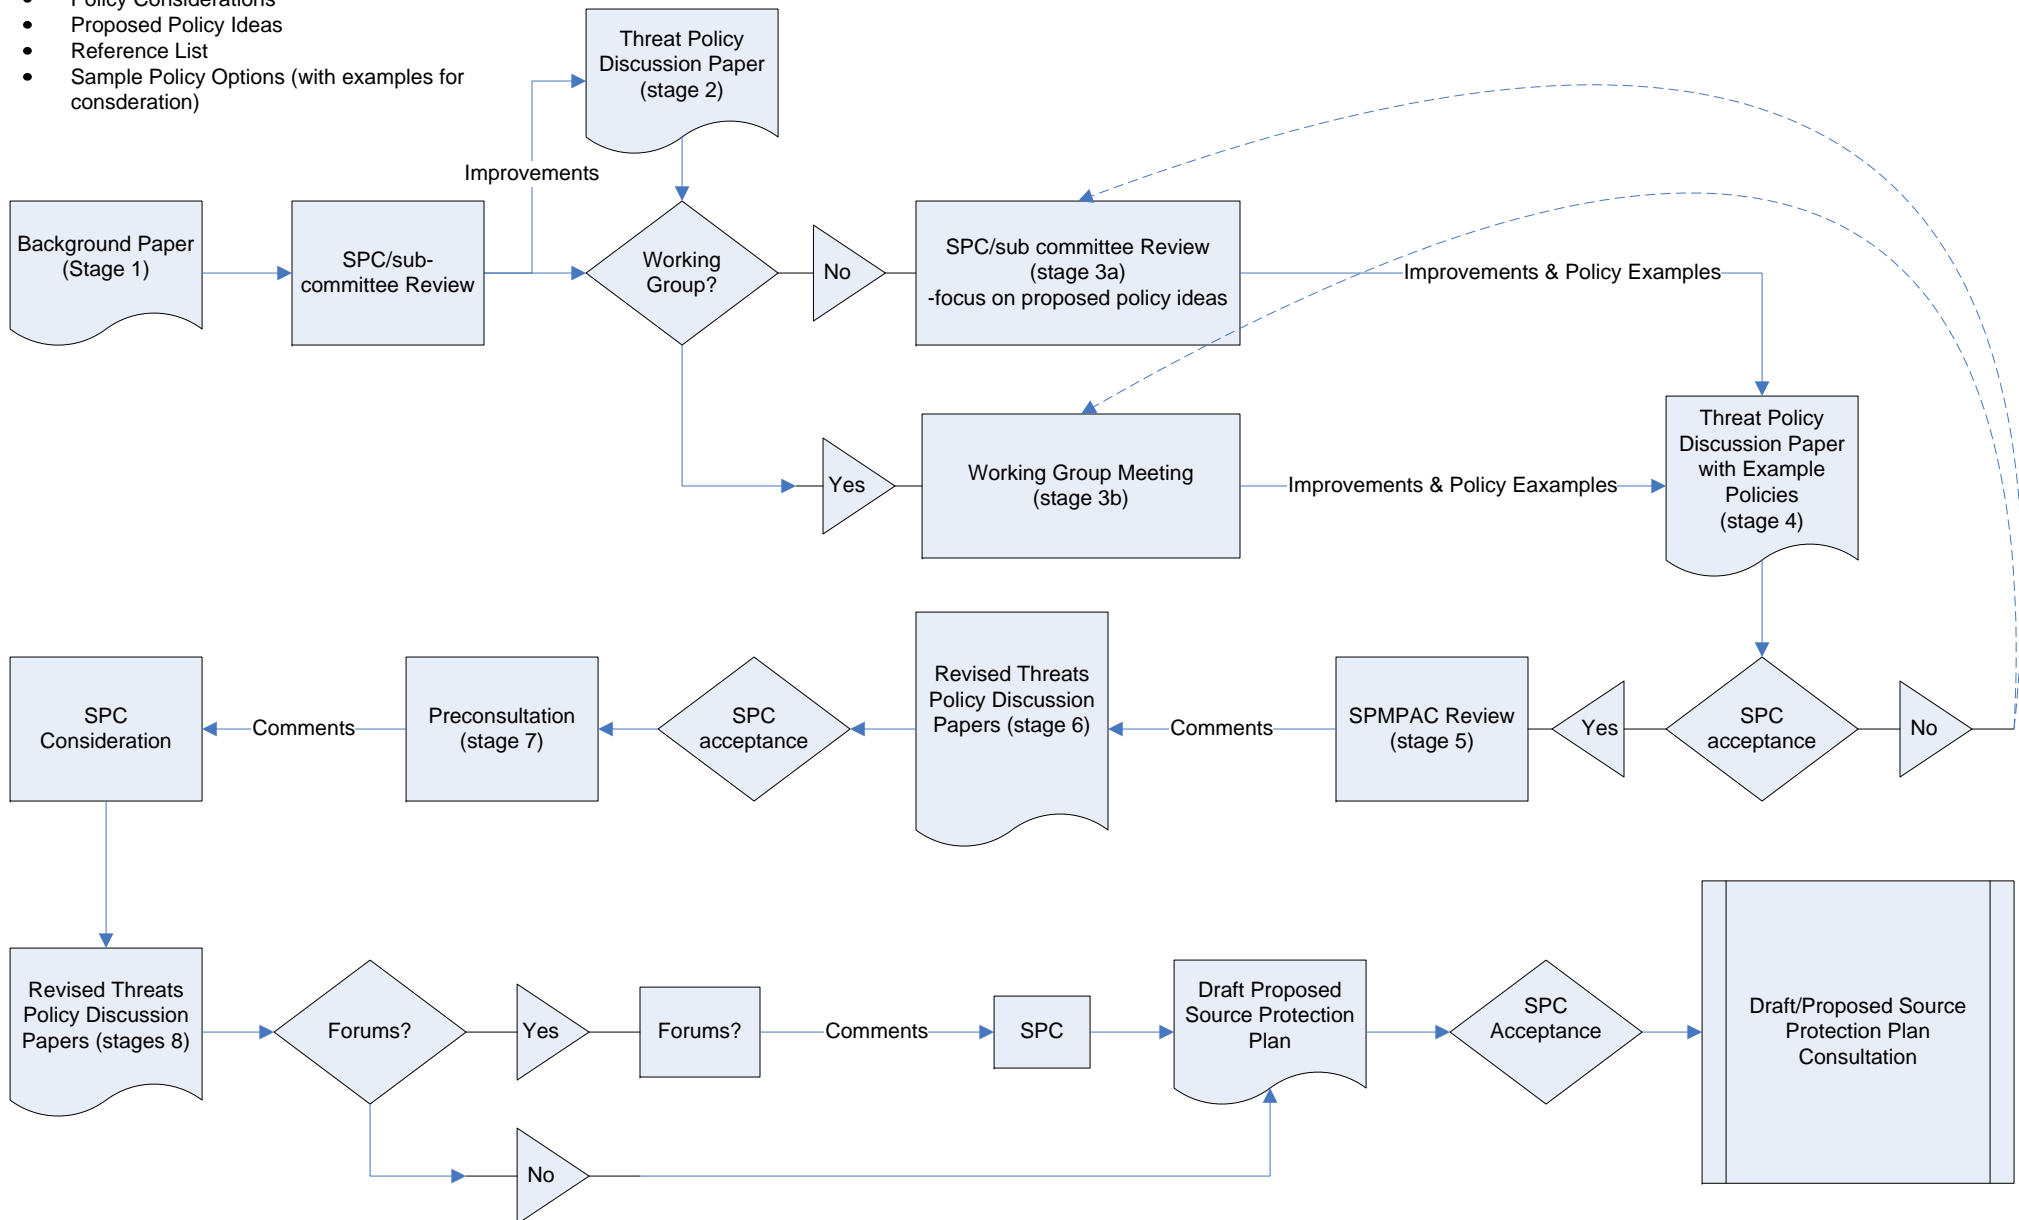 • Policy Considerations
• Proposed Policy Ideas
• Reference List
• Sample Policy Options (with examples for
consderation)
Threat Policy
Discussion Paper
(stage 2)
Improvements
Background Paper
(Stage 1)
SPC/sub-
committee Review
Working
Group?
No
SPC/sub committee Review
(stage 3a)
-focus on proposed policy ideas
Improvements & Policy Examples
Yes
Working Group Meeting
(stage 3b)
Improvements & Policy Eaxamples
Threat Policy
Discussion Paper
with Example
Policies
(stage 4)
SPC
Consideration
Comments
Preconsultation
(stage 7)
SPC
acceptance
Revised Threats
Policy Discussion
Papers (stage 6)
Comments
SPMPAC Review
(stage 5)
Yes
SPC
acceptance
No
Revised Threats
Policy Discussion
Papers (stages 8)
Forums?
Yes
Forums?
Comments
SPC
Draft Proposed
Source Protection
Plan
SPC
Acceptance
Draft/Proposed Source
Protection Plan
Consultation
No